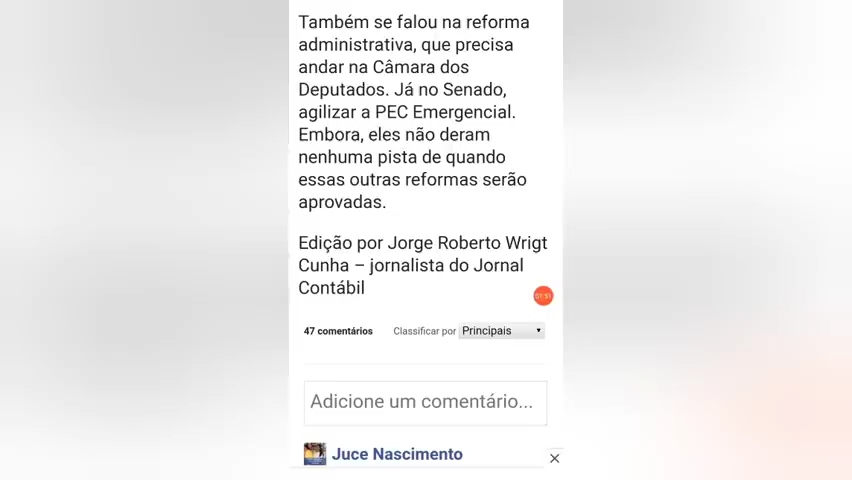 Também se falou na reforma
administrativa, que precisa
andar na Câmara dos
Deputados. Já no Senado,
agilizar a PEC Emergencial.
Embora, eles não deram
nenhuma pista de quando
essas outras reformas serão
aprovadas.
Edição por Jorge Roberto Wrigt
Cunha – jornalista do Jornal
Contábil
01:51
47 comentários Classificar por Principais
Adicione um comentário...
Juce Nascimento